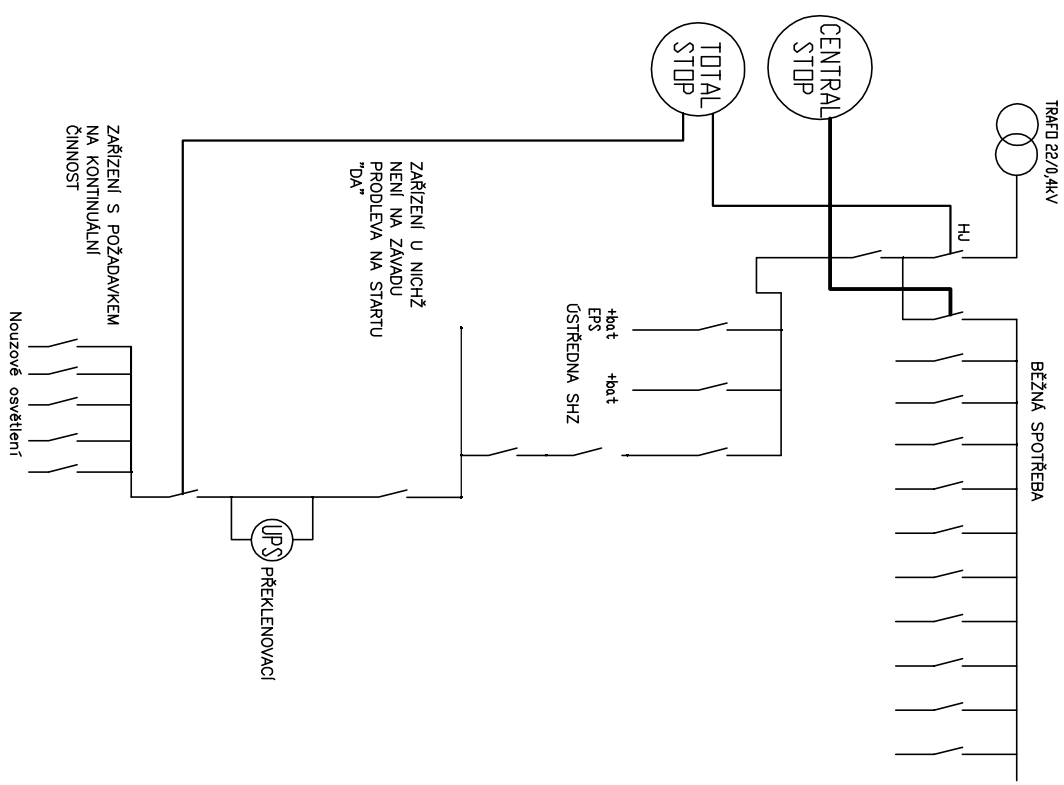 TRAFO 22/0,4kV
CENTRAL
STOP
TOTAL
STOP
HJ
BĚŽNÁ SPOTŘEBA
+bat
EPS
+bat
ÚSTŘEDNA SHZ
ZAŘÍZENÍ U NICHŽ
NENÍ NA ZÁVADU
PRODLEVA NA STARTU
"DA"
UPS
PŘEKLENOVACÍ
ZAŘÍZENÍ S POŽADAVKEM
NA KONTINUÁLNÍ
ČINNOST
Nouzové osvětlení